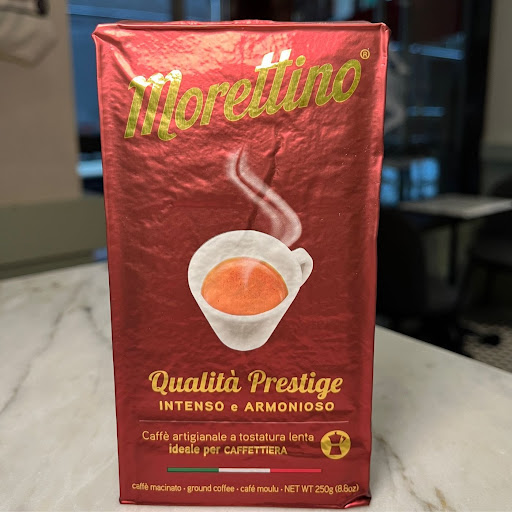 Morettino®
Qualità Prestige
INTENSO e ARMONIOSO
Caffè artigianale a tostatura lenta
ideale per CAFFETTIERA
caffè macinato · ground coffee · café moulu · NET WT 250g (8.8oz)